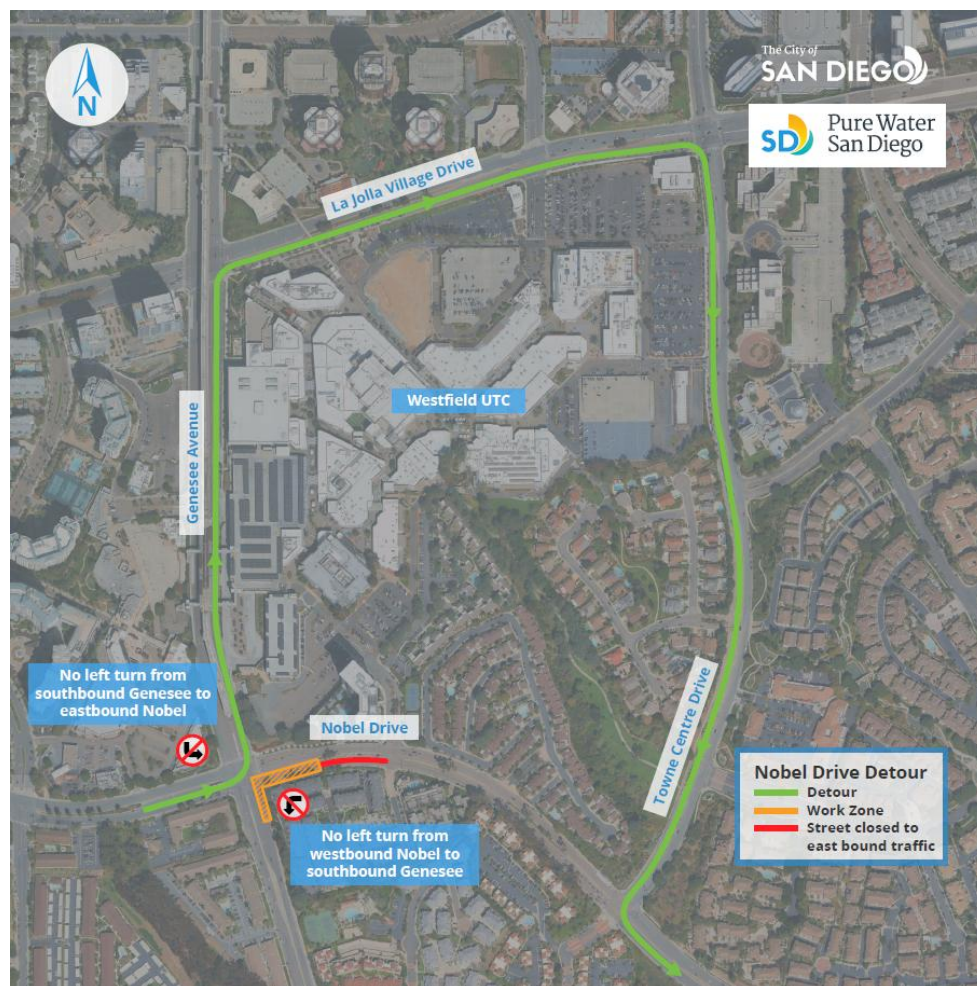 N
The City of
SAN DIEGO
SD
Pure Water
San Diego
La Jolla Village Drive
Westfield UTC
Genesee Avenue
No left turn from
southbound Genesee to
eastbound Nobel
Nobel Drive
Towne Centre Drive
No left turn from
westbound Nobel to
southbound Genesee
Nobel Drive Detour
Detour
Work Zone
Street closed to
east bound traffic